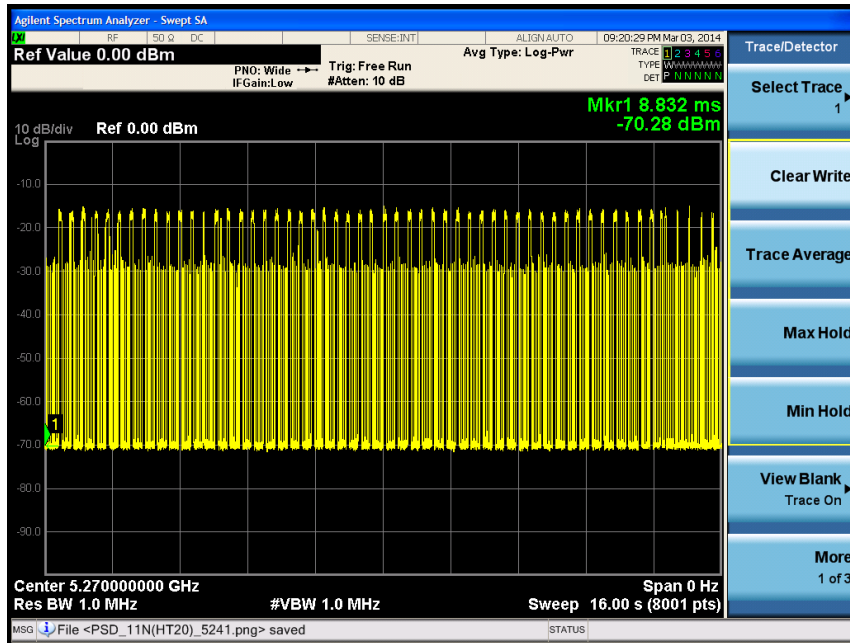 Agilent Spectrum Analyzer - Swept SA
LXI RF 50 Ω DC SENSE:INT ALIGN AUTO 09:20:29 PM Mar 03, 2014
Ref Value 0.00 dBm
PNO: Wide
IFGain:Low
Trig: Free Run
#Atten: 10 dB
Avg Type: Log-Pwr
TRACE 1 2 3 4 5 6
TYPE W
DET P N N N N N
Mkr1 8.832 ms
-70.28 dBm
10 dB/div Ref 0.00 dBm
Log
-10.0
-20.0
-30.0
-40.0
-50.0
-60.0
1
-70.0
-80.0
-90.0
Center 5.270000000 GHz Span 0 Hz
Res BW 1.0 MHz #VBW 1.0 MHz Sweep 16.00 s (8001 pts)
MSG File <PSD_11N(HT20)_5241.png> saved STATUS
Trace/Detector
Select Trace
1
Clear Write
Trace Average
Max Hold
Min Hold
View Blank
Trace On
More
1 of 3